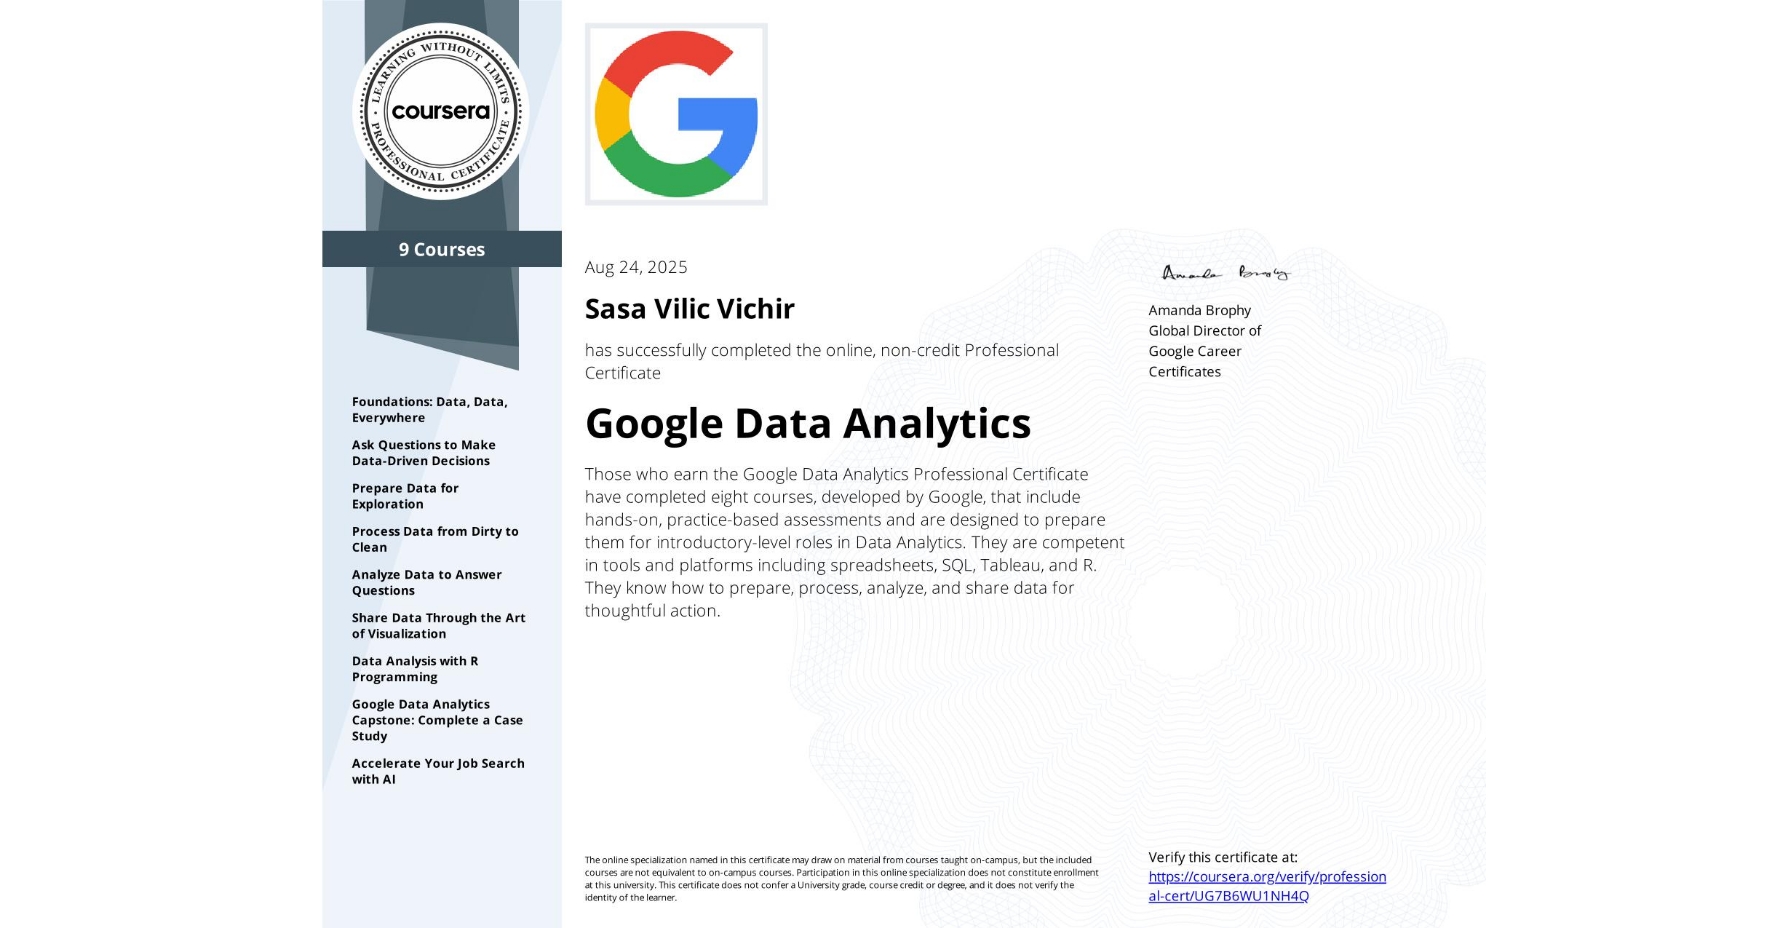 LEARNING WITHOUT LIMITS
coursera
PROFESSIONAL CERTIFICATE
9 Courses
Foundations: Data, Data,
Everywhere
Ask Questions to Make
Data-Driven Decisions
Prepare Data for
Exploration
Process Data from Dirty to
Clean
Analyze Data to Answer
Questions
Share Data Through the Art
of Visualization
Data Analysis with R
Programming
Google Data Analytics
Capstone: Complete a Case
Study
Accelerate Your Job Search
with AI
Aug 24, 2025
Sasa Vilic Vichir
has successfully completed the online, non-credit Professional
Certificate
Google Data Analytics
Those who earn the Google Data Analytics Professional Certificate
have completed eight courses, developed by Google, that include
hands-on, practice-based assessments and are designed to prepare
them for introductory-level roles in Data Analytics. They are competent
in tools and platforms including spreadsheets, SQL, Tableau, and R.
They know how to prepare, process, analyze, and share data for
thoughtful action.
The online specialization named in this certificate may draw on material from courses taught on-campus, but the included
courses are not equivalent to on-campus courses. Participation in this online specialization does not constitute enrollment
at this university. This certificate does not confer a University grade, course credit or degree, and it does not verify the
identity of the learner.
Amanda Brophy
Amanda Brophy
Global Director of
Google Career
Certificates
Verify this certificate at:
https://coursera.org/verify/profession
al-cert/UG7B6WU1NH4Q